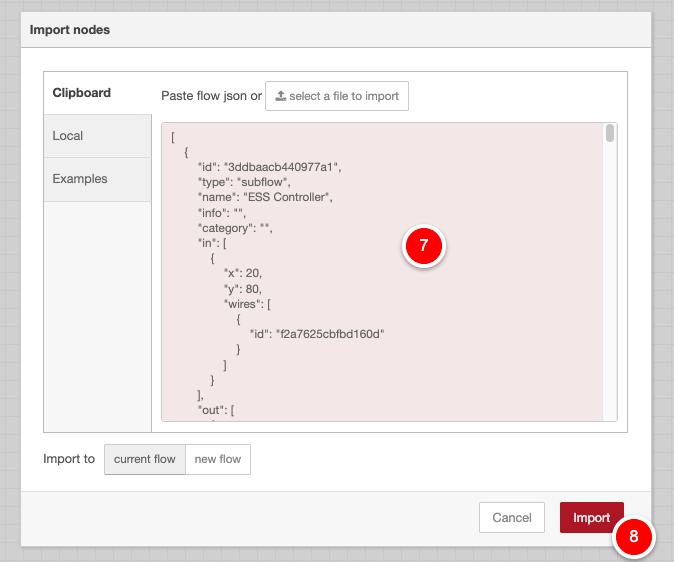 Import nodes
Clipboard
Local
Examples
Paste flow json or select a file to import
[
{
"id": "3ddbaacb440977a1",
"type": "subflow",
"name": "ESS Controller",
"info": "",
"category": "",
"in": [
{
"x": 20,
"y": 80,
"wires": [
{
"id": "f2a7625cbfbd160d"
}
]
}
],
"out": [
7
Import to current flow new flow
Cancel Import
8